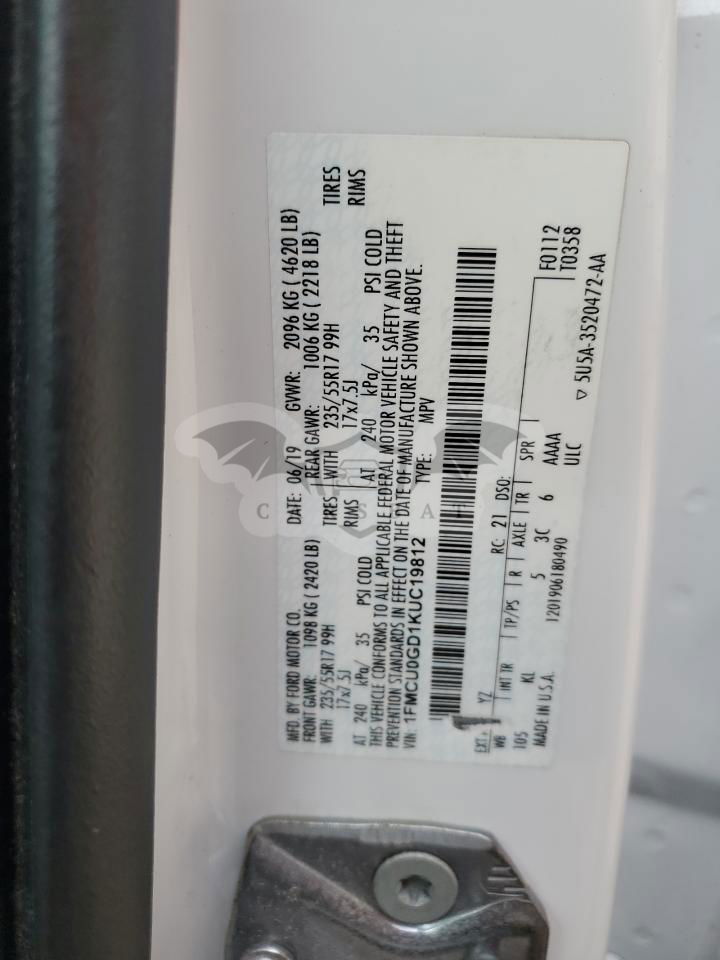 MFD. BY FORD MOTOR CO. DATE: 06/19 GVWR: 2096 KG ( 4620 LB)
FRONT GAWR: 1098 KG ( 2420 LB) REAR GAWR: 1006 KG ( 2218 LB)
WITH 235/55R17 99H TIRES WITH 235/55R17 99H TIRES
17x7.5J RIMS 17x7.5J RIMS
AT 240 kPa/ 35 PSI COLD AT 240 kPa/ 35 PSI COLD
THIS VEHICLE CONFORMS TO ALL APPLICABLE FEDERAL MOTOR VEHICLE SAFETY AND THEFT
PREVENTION STANDARDS IN EFFECT ON THE DATE OF MANUFACTURE SHOWN ABOVE.
VIN: 1FMCU0GD1KUC19812 TYPE: MPV
EXT YZ RC: 21 DSO:
WB INT TR TP/PS R AXLE TR SPR F0112
105 KL 5 3C 6 AAAA T0358
MADE IN U.S.A. 1201906180490 ULC
5U5A-3520472-AA
C S A T